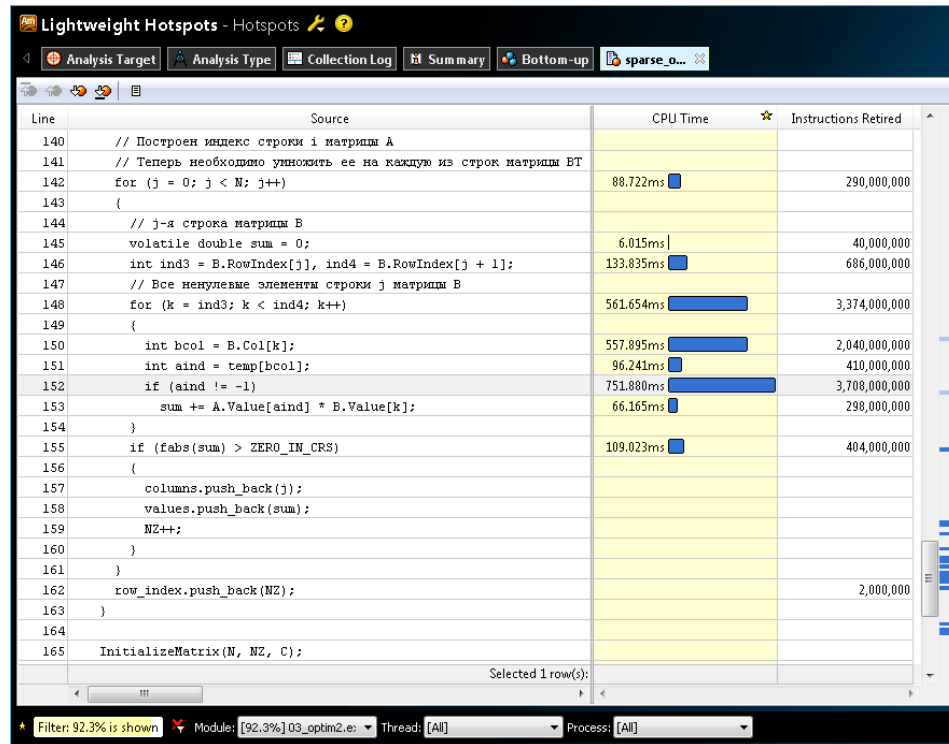 Lightweight Hotspots - Hotspots
Analysis Target Analysis Type Collection Log Summary Bottom-up sparse_o...
Line Source CPU Time Instructions Retired
140 // Построен индекс строки i матрицы A
141 // Теперь необходимо умножить ее на каждую из строк матрицы BT
142 for (j = 0; j < N; j++) 88.722ms 290,000,000
143 {
144 // j-я строка матрицы B
145 volatile double sum = 0; 6.015ms 40,000,000
146 int ind3 = B.RowIndex[j], ind4 = B.RowIndex[j + 1]; 133.835ms 686,000,000
147 // Все ненулевые элементы строки j матрицы B
148 for (k = ind3; k < ind4; k++) 561.654ms 3,374,000,000
149 {
150 int bcol = B.Col[k]; 557.895ms 2,040,000,000
151 int aind = temp[bcol]; 96.241ms 410,000,000
152 if (aind != -1) 751.880ms 3,708,000,000
153 sum += A.Value[aind] * B.Value[k]; 66.165ms 298,000,000
154 }
155 if (fabs(sum) > ZERO_IN_CRS) 109.023ms 404,000,000
156 {
157 columns.push_back(j);
158 values.push_back(sum);
159 NZ++;
160 }
161 }
162 row_index.push_back(NZ); 2,000,000
163 }
164
165 InitializeMatrix(N, NZ, C);
Selected 1 row(s):
Filter: 92.3% is shown Module: [92.3%] 03_optim2.e Thread: [All] Process: [All]